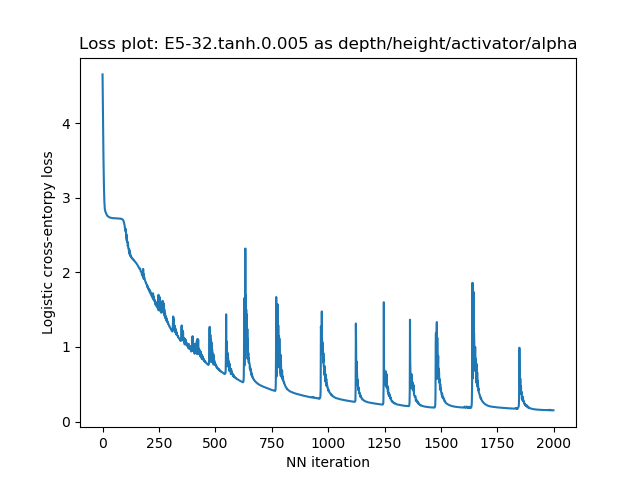 Loss plot: E5-32.tanh.0.005 as depth/height/activator/alpha
Logistic cross-entorpy loss
4
3
2
1
0
0 250 500 750 1000 1250 1500 1750 2000
NN iteration